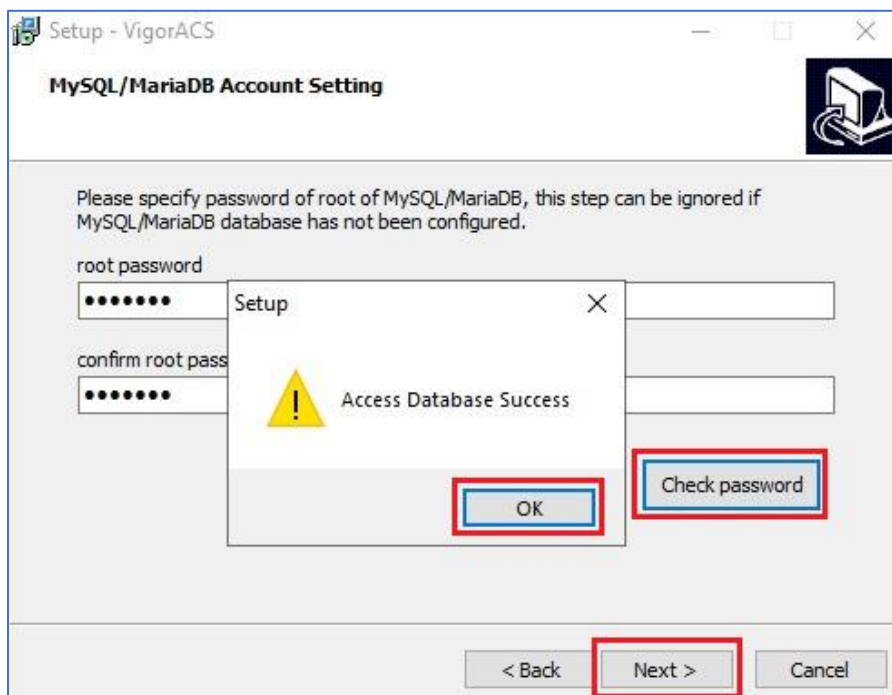 Setup - VigorACS
MySQL/MariaDB Account Setting
Please specify password of root of MySQL/MariaDB, this step can be ignored if
MySQL/MariaDB database has not been configured.
root password
Setup
confirm root pass
Access Database Success
Check password
OK
< Back
Next >
Cancel